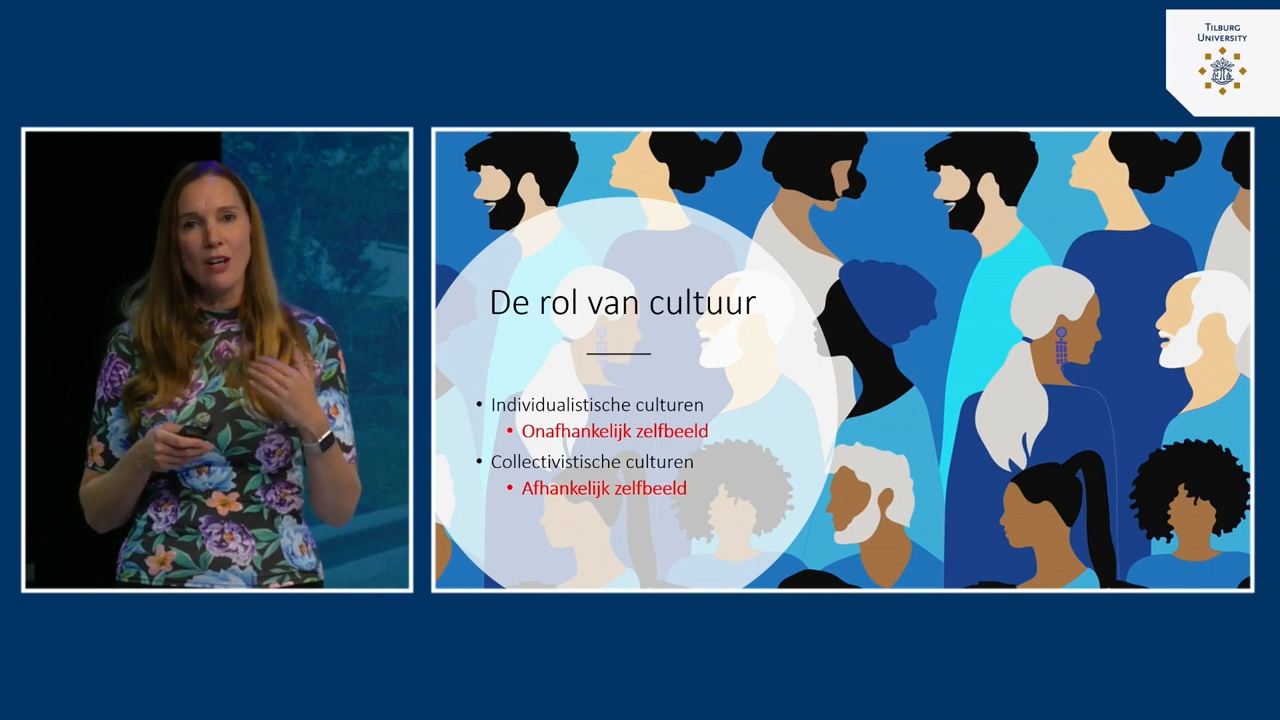 TILBURG
UNIVERSITY
De rol van cultuur
• Individualistische culturen
• Onafhankelijk zelfbeeld
• Collectivistische culturen
• Afhankelijk zelfbeeld